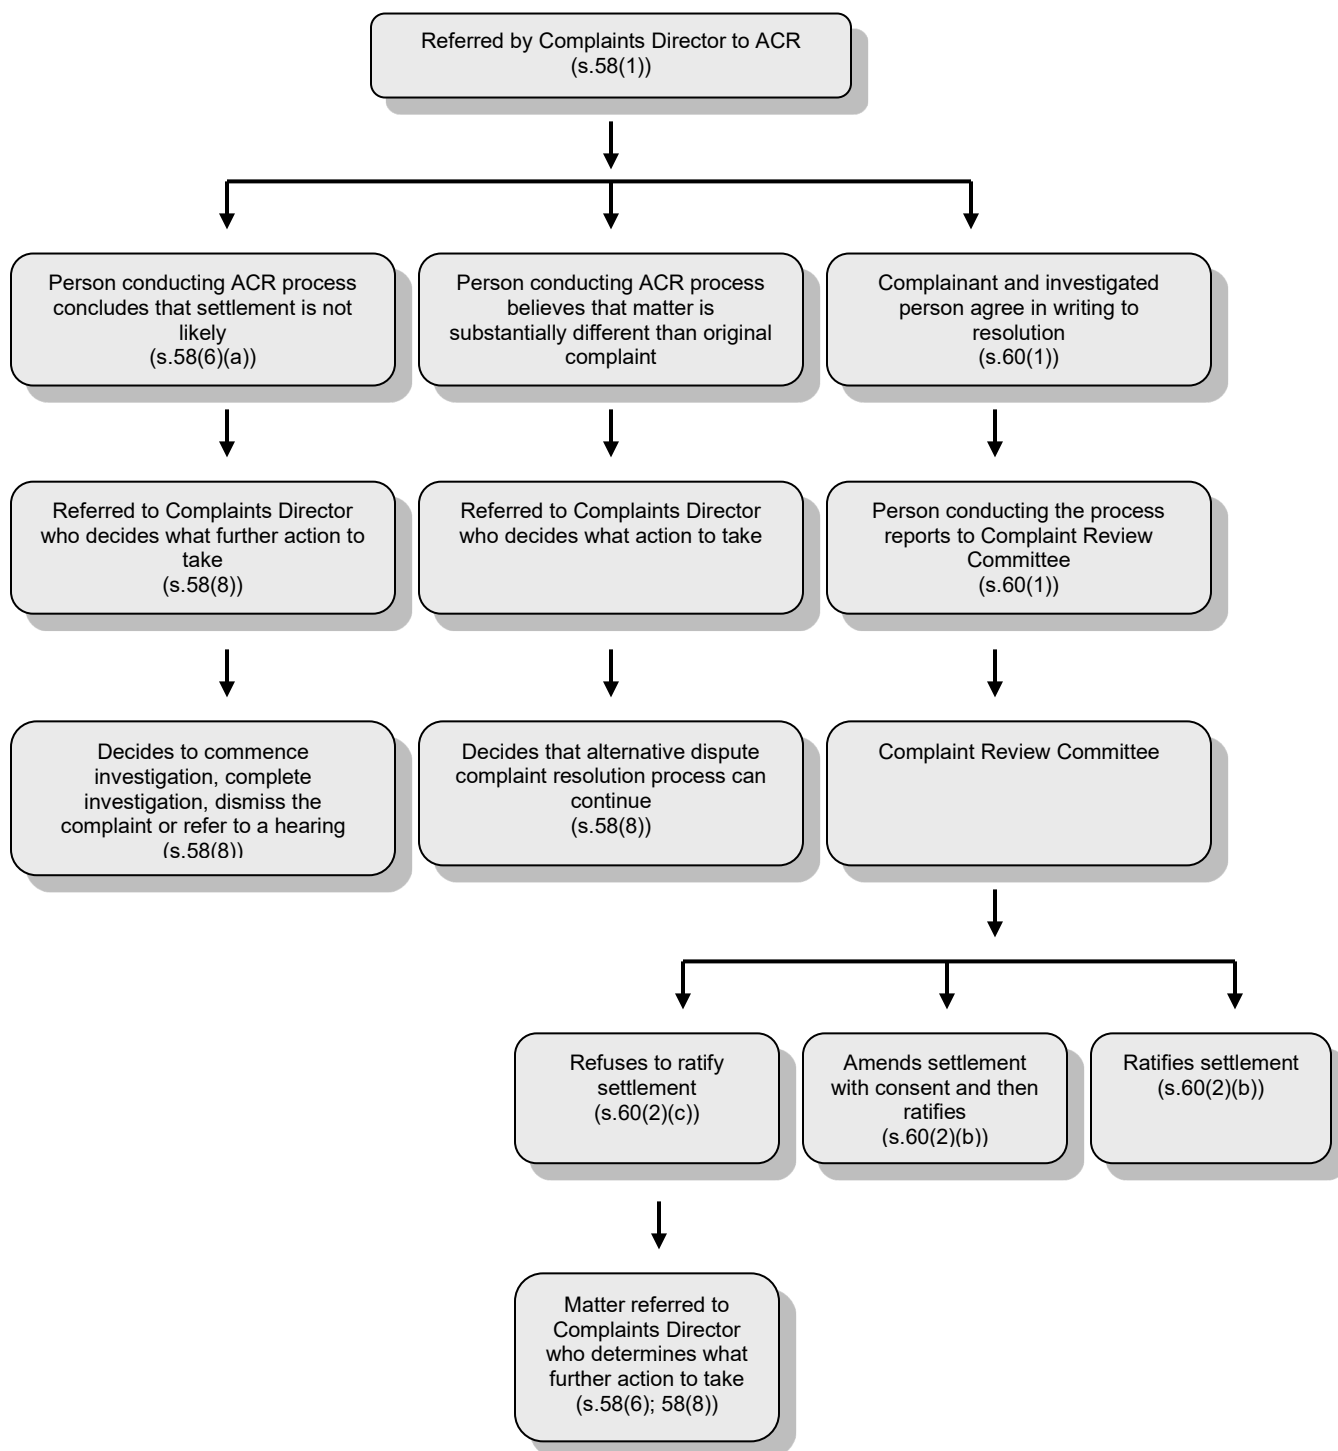 Referred by Complaints Director to ACR
(s.58(1))
Person conducting ACR process
concludes that settlement is not
likely
(s.58(6)(a))
Person conducting ACR process
believes that matter is
substantially different than original
complaint
Complainant and investigated
person agree in writing to
resolution
(s.60(1))
Referred to Complaints Director
who decides what further action to
take
(s.58(8))
Referred to Complaints Director
who decides what action to take
Person conducting the process
reports to Complaint Review
Committee
(s.60(1))
Decides to commence
investigation, complete
investigation, dismiss the
complaint or refer to a hearing
(s.58(8))
Decides that alternative dispute
complaint resolution process can
continue
(s.58(8))
Complaint Review Committee
Refuses to ratify
settlement
(s.60(2)(c))
Amends settlement
with consent and then
ratifies
(s.60(2)(b))
Ratifies settlement
(s.60(2)(b))
Matter referred to
Complaints Director
who determines what
further action to take
(s.58(6); 58(8))